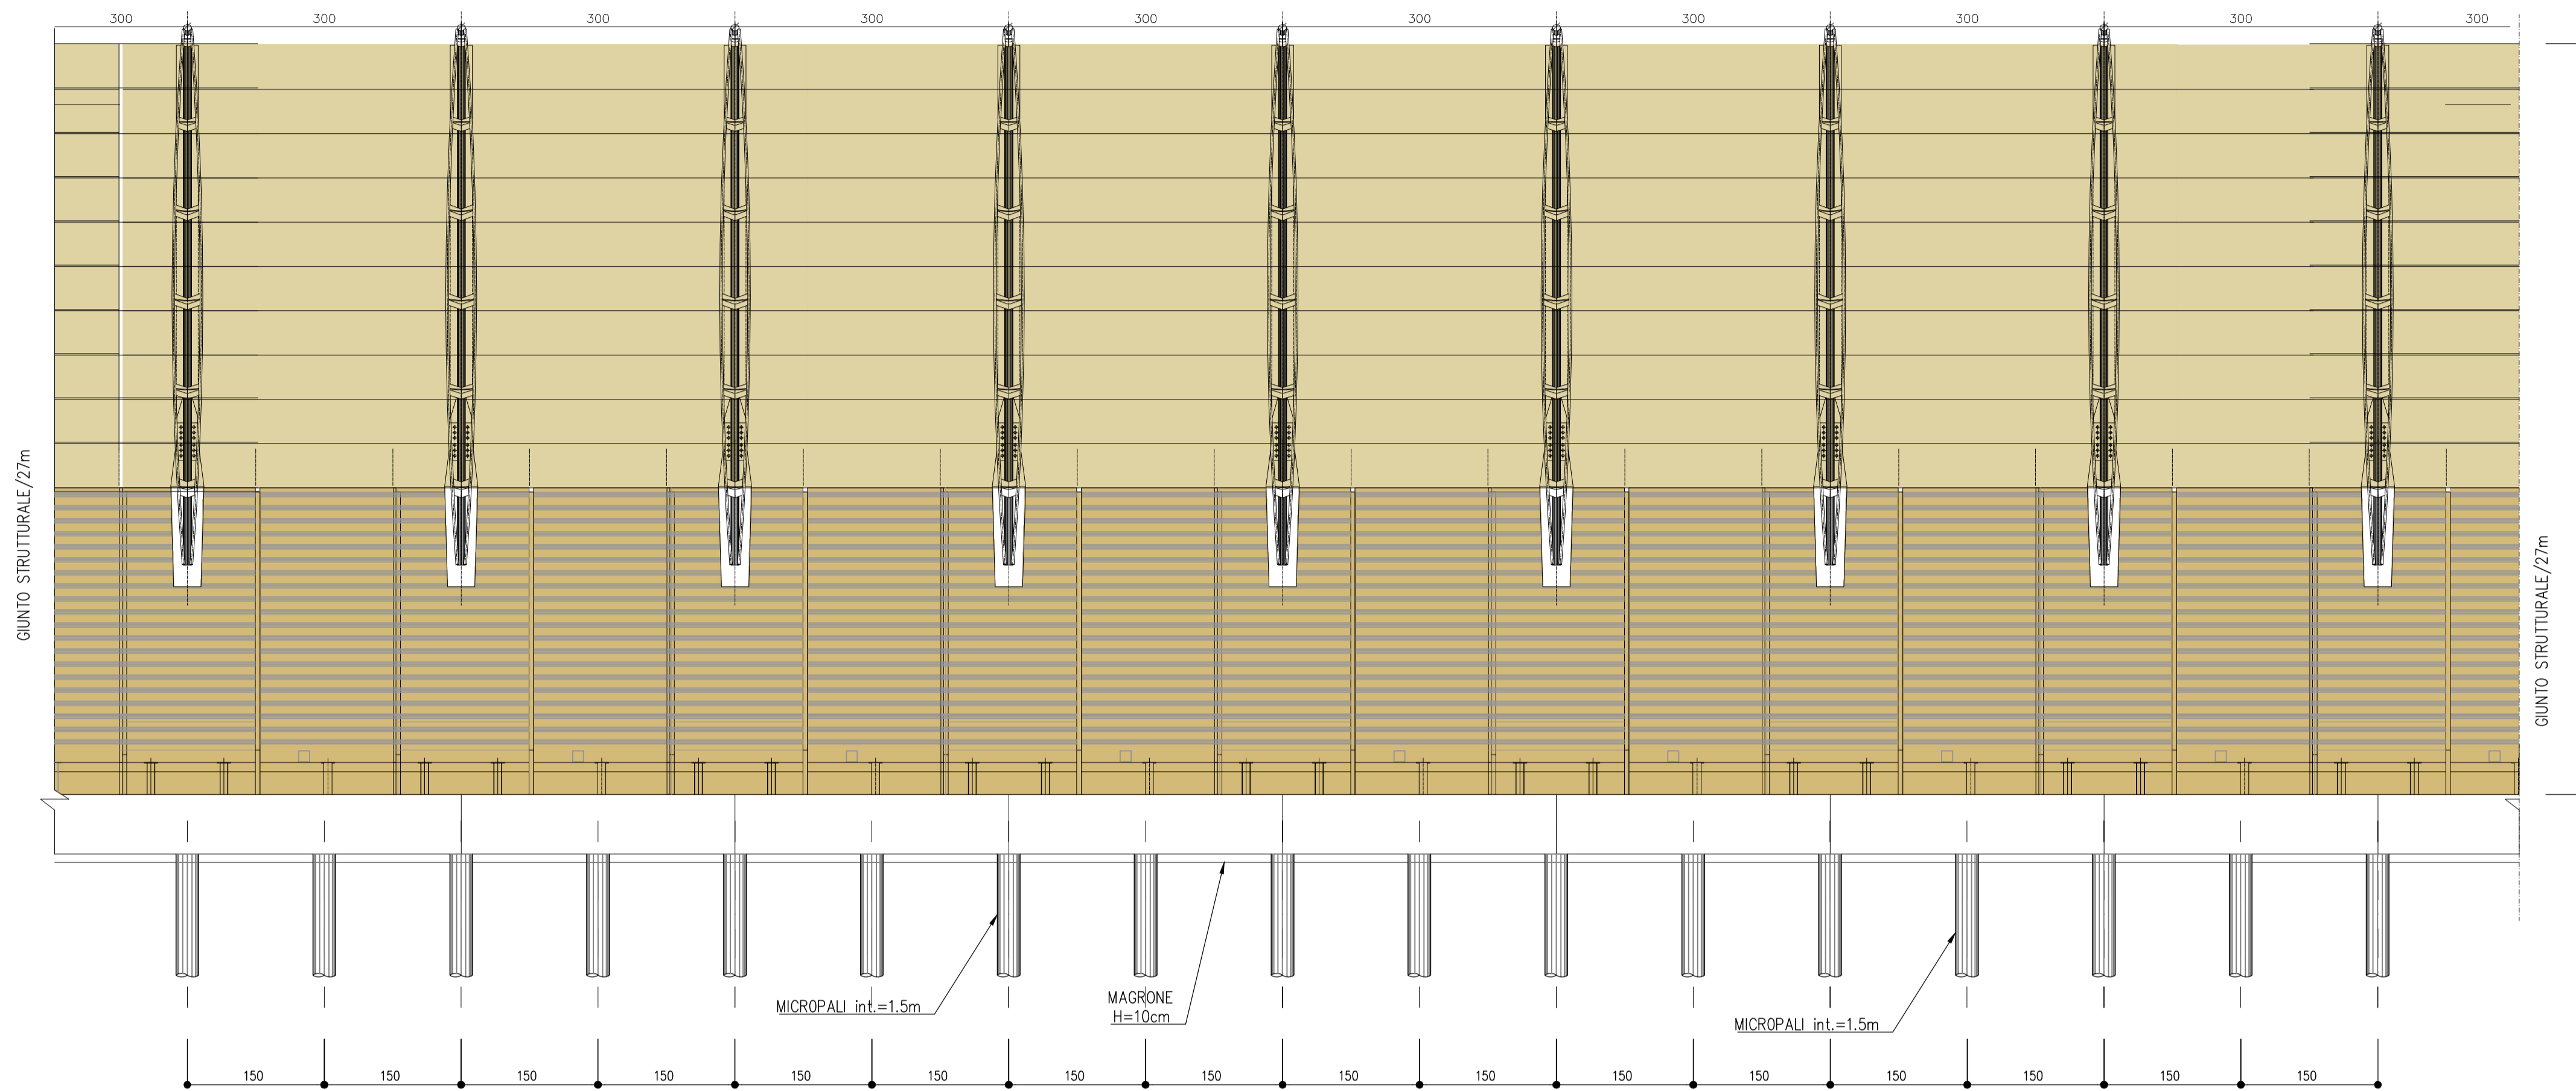 300 300 300 300 300 300 300 300 300 300
GIUNTO STRUTTURALE/27m
GIUNTO STRUTTURALE/27m
MICROPALI int.=1.5m
MAGRONE
H=10cm
MICROPALI int.=1.5m
150 150 150 150 150 150 150 150 150 150 150 150 150 150 150 150